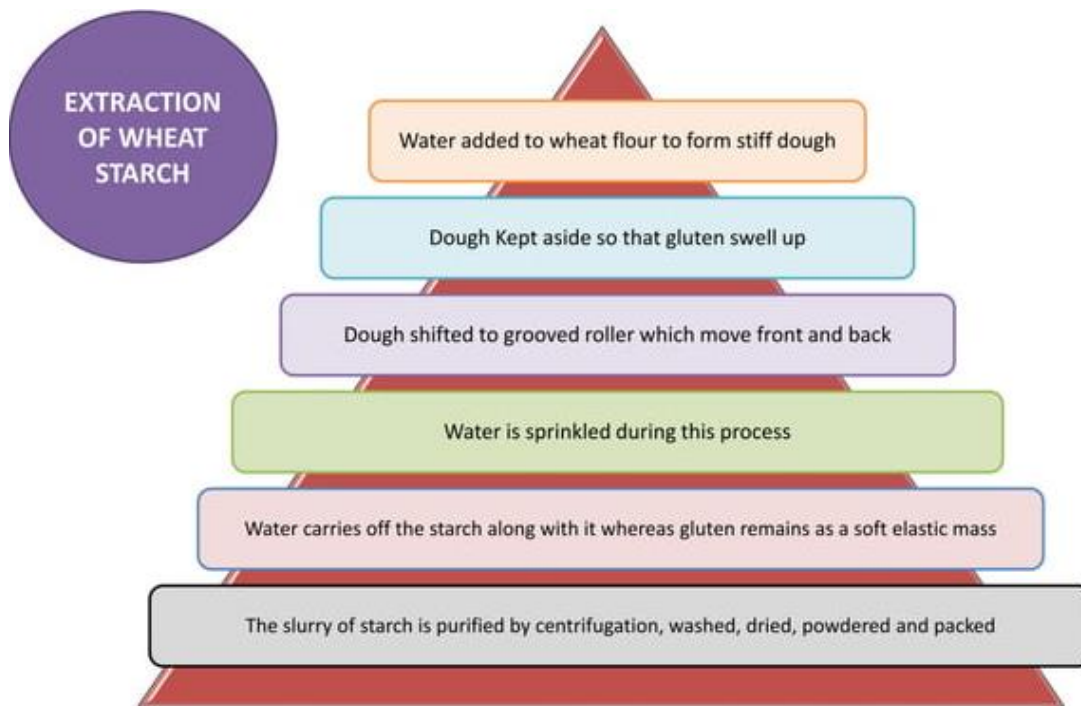 EXTRACTION
OF WHEAT
STARCH
Water added to wheat flour to form stiff dough
Dough Kept aside so that gluten swell up
Dough shifted to grooved roller which move front and back
Water is sprinkled during this process
Water carries off the starch along with it whereas gluten remains as a soft elastic mass
The slurry of starch is purified by centrifugation, washed, dried, powdered and packed